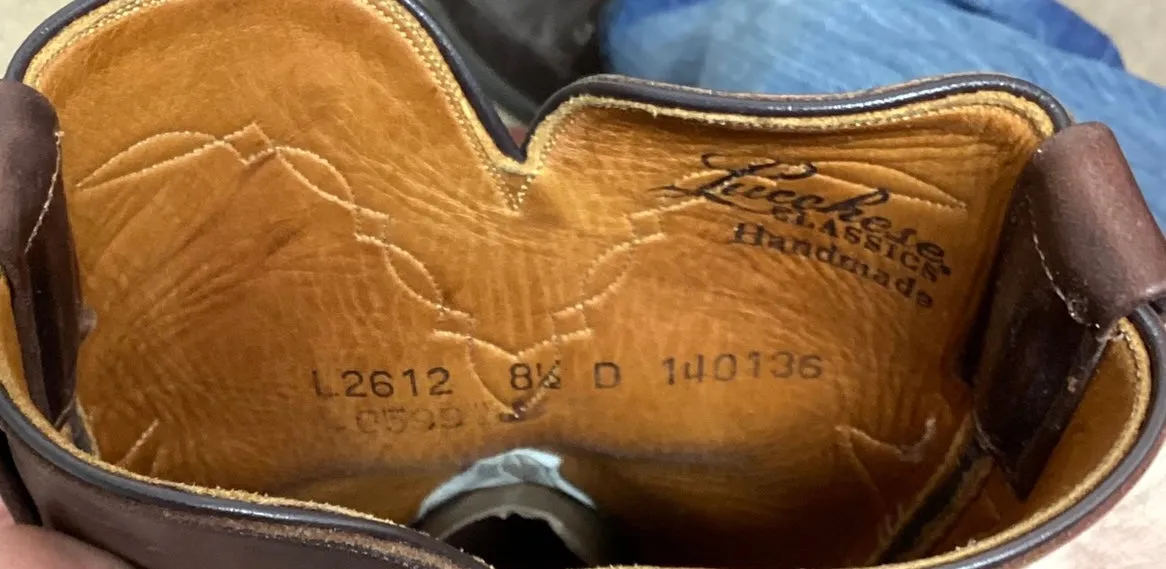 Lucchese
CLASSICS
Handmade
L2612 8½ D 140136